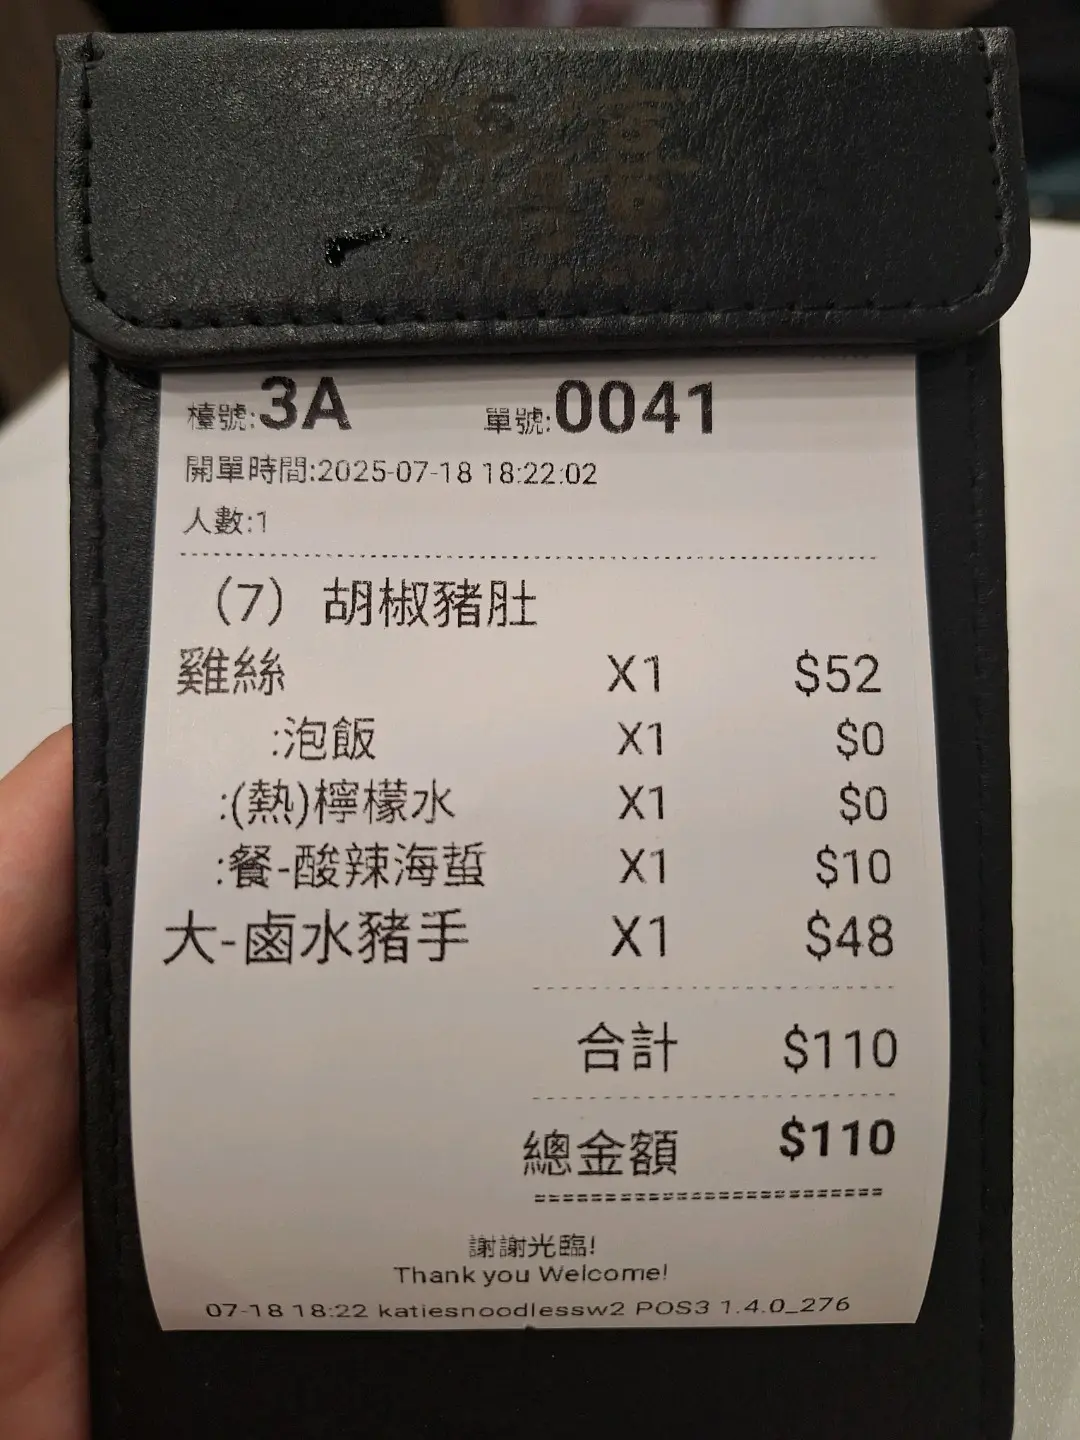 檯號:3A 單號:0041
開單時間:2025-07-18 18:22:02
人數:1
（7） 胡椒豬肚
雞絲 X1 $52
:泡飯 X1 $0
:(熱)檸檬水 X1 $0
:餐-酸辣海蜇 X1 $10
大-鹵水豬手 X1 $48
合計 $110
總金額 $110
謝謝光臨!
Thank you Welcome!
07-18 18:22 katiesnoodlessw2 POS3 1.4.0_276